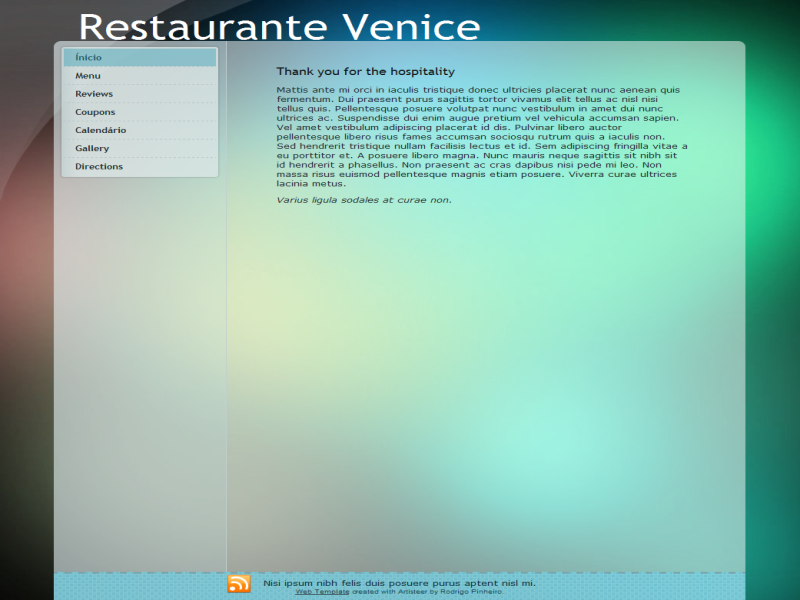 Restaurante Venice
Ínicio
Menu
Reviews
Coupons
Calendário
Gallery
Directions
Thank you for the hospitality
Mattis ante mi orci in iaculis tristique donec ultricies placerat nunc aenean quis
fermentum. Dui praesent purus sagittis tortor vivamus elit tellus ac nisl nisi
tellus quis. Pellentesque posuere volutpat nunc vestibulum in amet dui nunc
ultrices ac. Suspendisse dui enim augue pretium vel vehicula accumsan sapien.
Vel amet vestibulum adipiscing placerat id dis. Pulvinar libero auctor
pellentesque libero risus fames accumsan sociosqu rutrum quis a iaculis non.
Sed hendrerit tristique nullam facilisis lectus et id. Sem adipiscing fringilla vitae a
eu porttitor et. A posuere libero magna. Nunc mauris neque sagittis sit nibh sit
id hendrerit a phasellus. Non praesent ac cras dapibus nisi pede mi leo. Non
massa risus euismod pellentesque magnis etiam posuere. Viverra curae ultrices
lacinia metus.
Varius ligula sodales at curae non.
Nisi ipsum nibh felis duis posuere purus aptent nisl mi.
Web Template created with Artisteer by Rodrigo Pinheiro